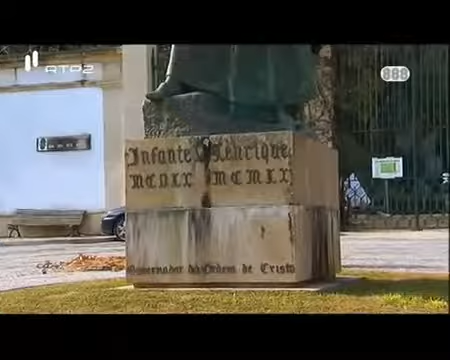 RTP2
888
Infante Henrique
MCDLX MCMLX
Governador da Ordem de Cristo